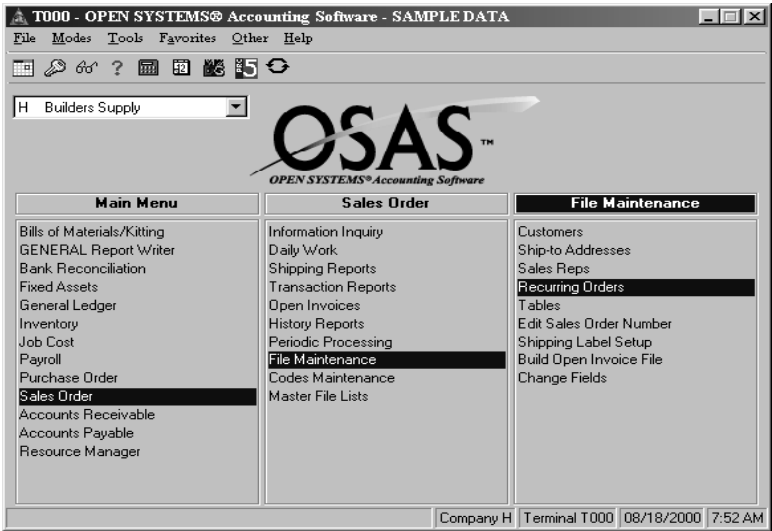 T000 - OPEN SYSTEMS® Accounting Software - SAMPLE DATA
File Modes Tools Favorites Other Help
H Builders Supply
OSAS™
OPEN SYSTEMS® Accounting Software
Main Menu
Bills of Materials/Kitting
GENERAL Report Writer
Bank Reconciliation
Fixed Assets
General Ledger
Inventory
Job Cost
Payroll
Purchase Order
Sales Order
Accounts Receivable
Accounts Payable
Resource Manager
Sales Order
Information Inquiry
Daily Work
Shipping Reports
Transaction Reports
Open Invoices
History Reports
Periodic Processing
File Maintenance
Codes Maintenance
Master File Lists
File Maintenance
Customers
Ship-to Addresses
Sales Reps
Recurring Orders
Tables
Edit Sales Order Number
Shipping Label Setup
Build Open Invoice File
Change Fields
Company H Terminal T000 08/18/2000 7:52 AM